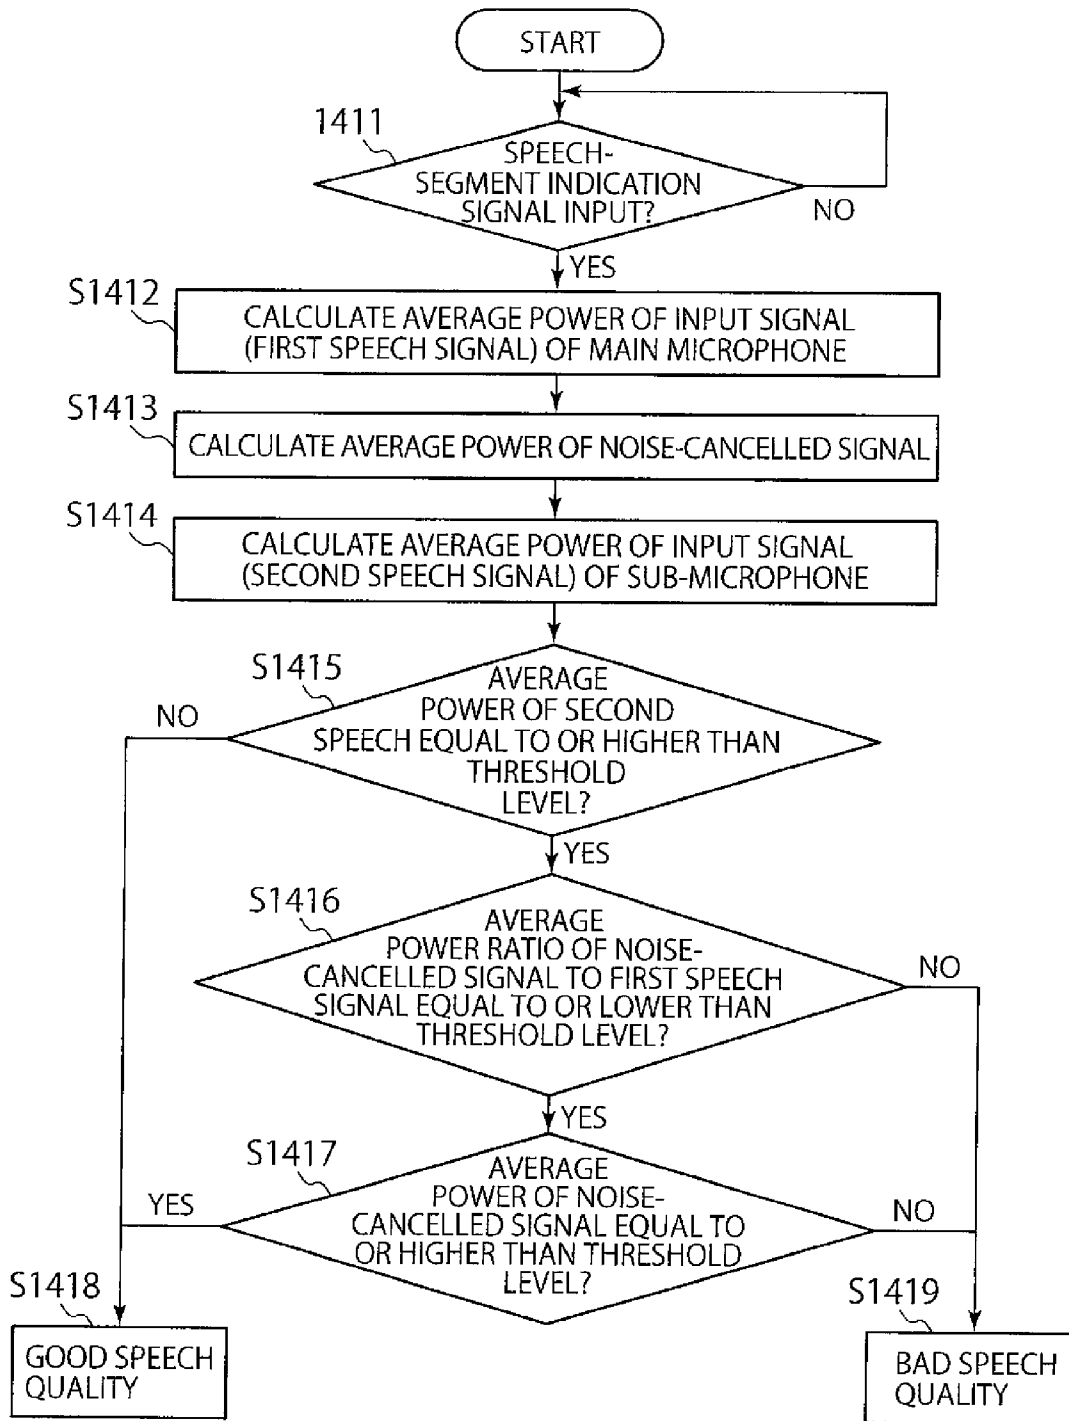 START
1411
SPEECH-
SEGMENT INDICATION
SIGNAL INPUT?
NO
YES
S1412
CALCULATE AVERAGE POWER OF INPUT SIGNAL
(FIRST SPEECH SIGNAL) OF MAIN MICROPHONE
S1413
CALCULATE AVERAGE POWER OF NOISE-CANCELLED SIGNAL
S1414
CALCULATE AVERAGE POWER OF INPUT SIGNAL
(SECOND SPEECH SIGNAL) OF SUB-MICROPHONE
S1415
NO
AVERAGE
POWER OF SECOND
SPEECH EQUAL TO OR HIGHER THAN
THRESHOLD
LEVEL?
YES
S1416
AVERAGE
POWER RATIO OF NOISE-
CANCELLED SIGNAL TO FIRST SPEECH
SIGNAL EQUAL TO OR LOWER THAN
THRESHOLD LEVEL?
NO
YES
S1417
YES
AVERAGE
POWER OF NOISE-
CANCELLED SIGNAL EQUAL TO
OR HIGHER THAN THRESHOLD
LEVEL?
NO
S1418
GOOD SPEECH
QUALITY
S1419
BAD SPEECH
QUALITY